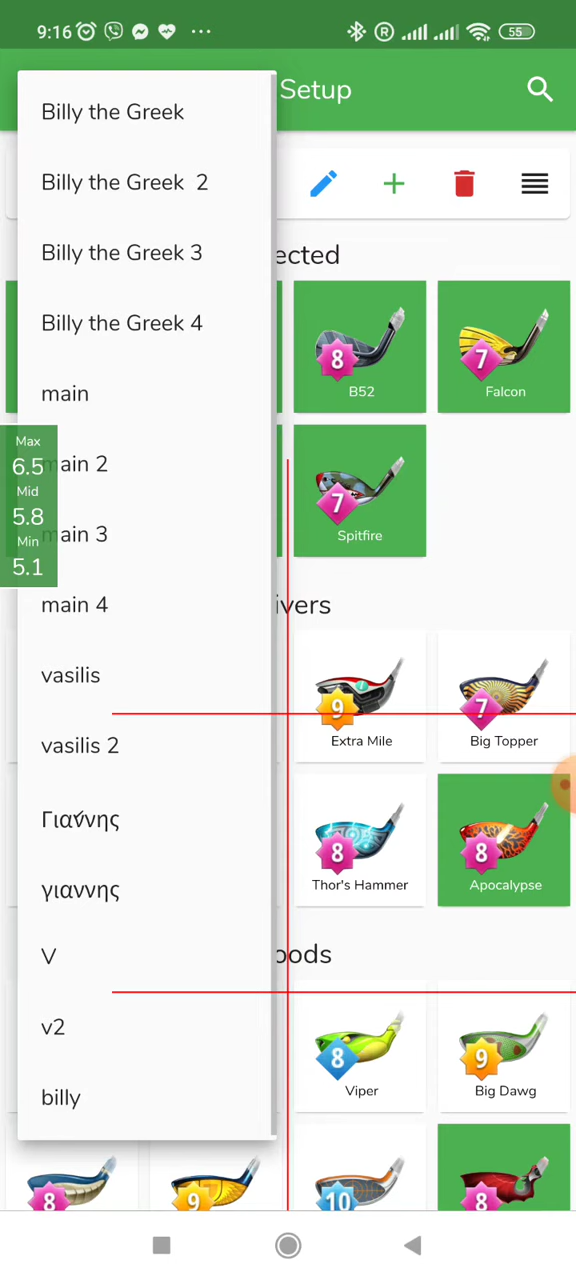 9:16
R
55
Setup
Billy the Greek
Billy the Greek  2
Billy the Greek 3
Billy the Greek 4
main
main 2
main 3
main 4
vasilis
vasilis 2
Γιαν́νης
γιαννης
V
v2
billy
Max
6.5
Mid
5.8
Min
5.1
ected
8
B52
7
Falcon
7
Spitfire
ivers
9
Extra Mile
7
Big Topper
8
Thor's Hammer
8
Apocalypse
oods
8
Viper
9
Big Dawg
8
9
10
8